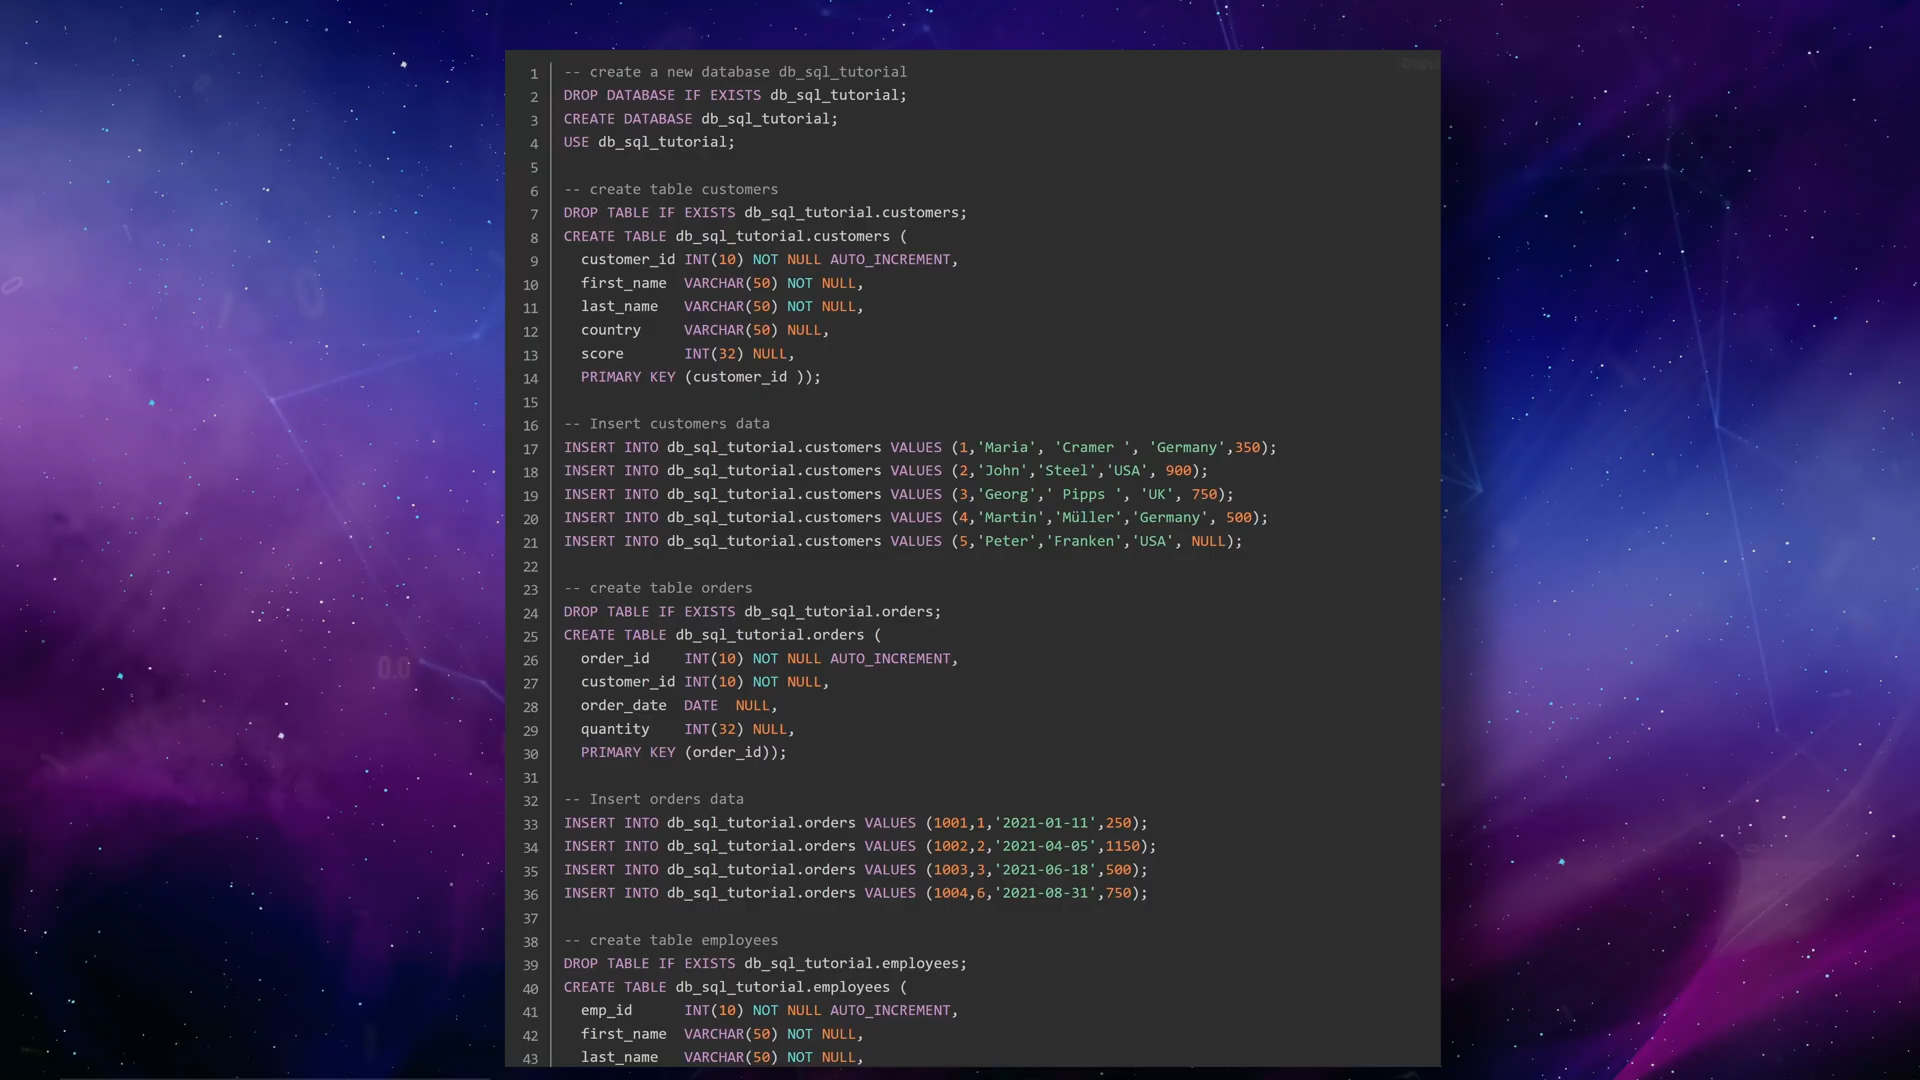 1 -- create a new database db_sql_tutorial
2 DROP DATABASE IF EXISTS db_sql_tutorial;
3 CREATE DATABASE db_sql_tutorial;
4 USE db_sql_tutorial;
5
6 -- create table customers
7 DROP TABLE IF EXISTS db_sql_tutorial.customers;
8 CREATE TABLE db_sql_tutorial.customers (
9 customer_id INT(10) NOT NULL AUTO_INCREMENT,
10 first_name VARCHAR(50) NOT NULL,
11 last_name VARCHAR(50) NOT NULL,
12 country VARCHAR(50) NULL,
13 score INT(32) NULL,
14 PRIMARY KEY (customer_id ));
15
16 -- Insert customers data
17 INSERT INTO db_sql_tutorial.customers VALUES (1,'Maria', 'Cramer ', 'Germany',350);
18 INSERT INTO db_sql_tutorial.customers VALUES (2,'John','Steel','USA', 900);
19 INSERT INTO db_sql_tutorial.customers VALUES (3,'Georg',' Pipps ', 'UK', 750);
20 INSERT INTO db_sql_tutorial.customers VALUES (4,'Martin','Müller','Germany', 500);
21 INSERT INTO db_sql_tutorial.customers VALUES (5,'Peter','Franken','USA', NULL);
22
23 -- create table orders
24 DROP TABLE IF EXISTS db_sql_tutorial.orders;
25 CREATE TABLE db_sql_tutorial.orders (
26 order_id INT(10) NOT NULL AUTO_INCREMENT,
27 customer_id INT(10) NOT NULL,
28 order_date DATE NULL,
29 quantity INT(32) NULL,
30 PRIMARY KEY (order_id));
31
32 -- Insert orders data
33 INSERT INTO db_sql_tutorial.orders VALUES (1001,1,'2021-01-11',250);
34 INSERT INTO db_sql_tutorial.orders VALUES (1002,2,'2021-04-05',1150);
35 INSERT INTO db_sql_tutorial.orders VALUES (1003,3,'2021-06-18',500);
36 INSERT INTO db_sql_tutorial.orders VALUES (1004,6,'2021-08-31',750);
37
38 -- create table employees
39 DROP TABLE IF EXISTS db_sql_tutorial.employees;
40 CREATE TABLE db_sql_tutorial.employees (
41 emp_id INT(10) NOT NULL AUTO_INCREMENT,
42 first_name VARCHAR(50) NOT NULL,
43 last_name VARCHAR(50) NOT NULL,